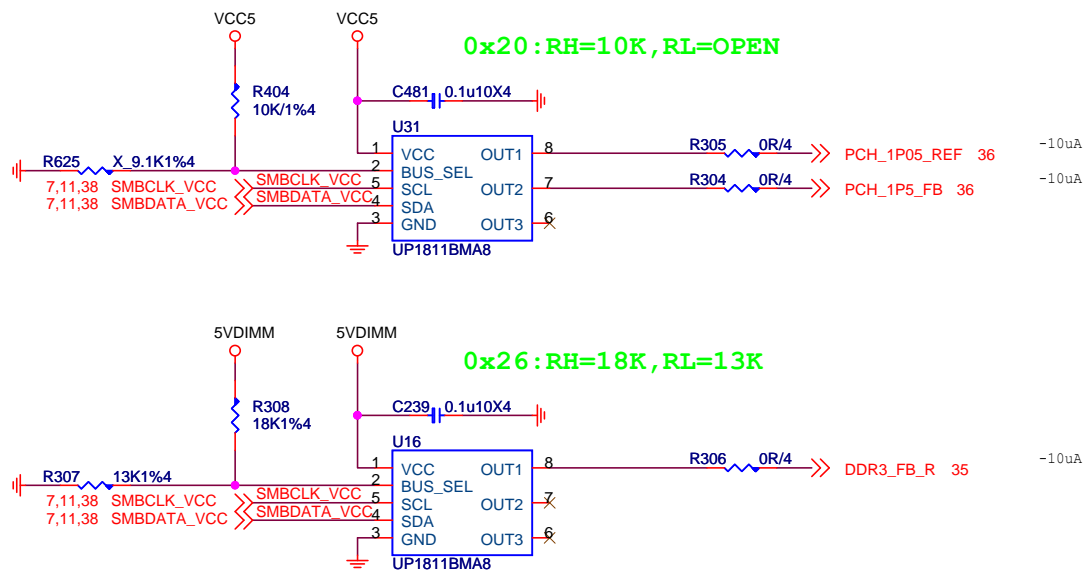 VCC5 VCC5
0x20:RH=10K,RL=OPEN
R404
10K/1%4
C481 0.1u10X4
U31
R625 X_9.1K1%4
1 VCC OUT1 8
2 BUS_SEL
5 SCL OUT2 7
4 SDA
3 GND OUT3 6
UP1811BMA8
7,11,38 SMBCLK_VCC SMBCLK_VCC
7,11,38 SMBDATA_VCC SMBDATA_VCC
R305 0R/4 PCH_1P05_REF 36 -10uA
R304 0R/4 PCH_1P5_FB 36 -10uA
5VDIMM 5VDIMM
0x26:RH=18K,RL=13K
R308
18K1%4
C239 0.1u10X4
U16
R307 13K1%4
1 VCC OUT1 8
2 BUS_SEL
5 SCL OUT2 7
4 SDA
3 GND OUT3 6
UP1811BMA8
7,11,38 SMBCLK_VCC SMBCLK_VCC
7,11,38 SMBDATA_VCC SMBDATA_VCC
R306 0R/4 DDR3_FB_R 35 -10uA